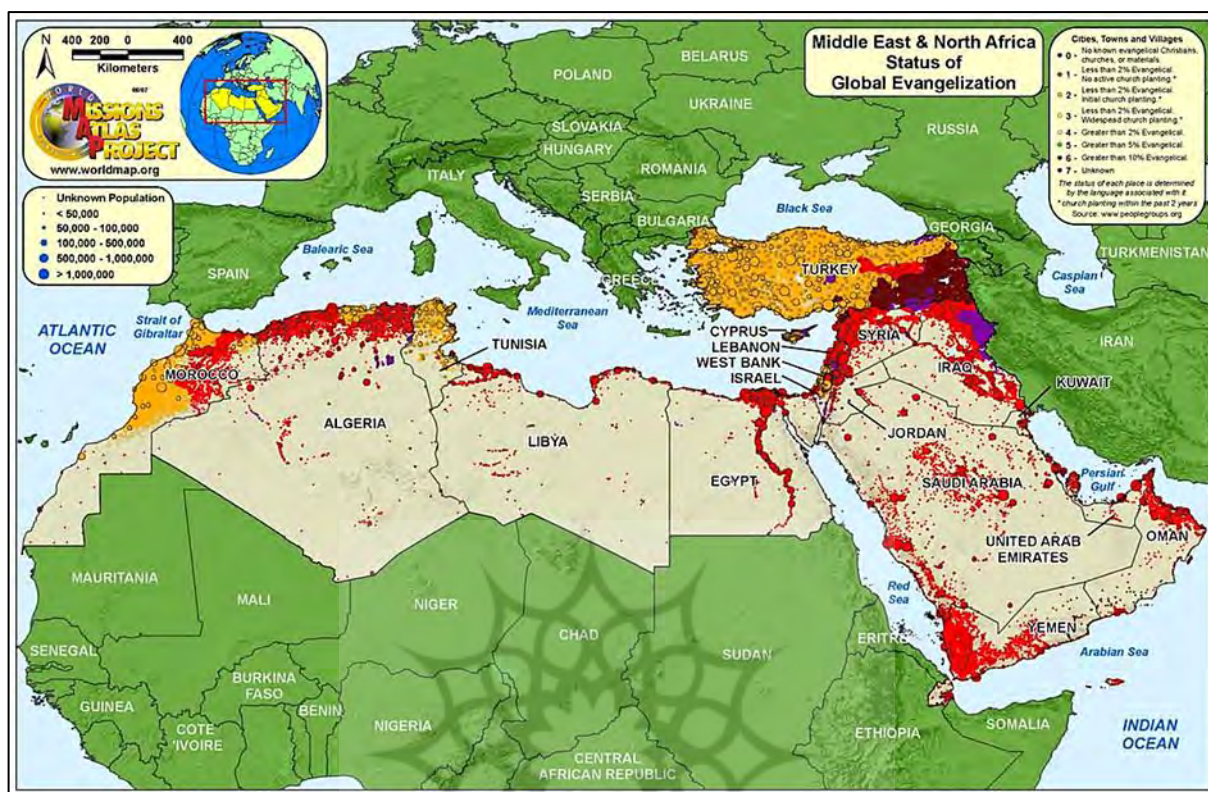 N
400 200 0 400
Kilometers
06/07
WORLD
MISSIONS
ATLAS
PROJECT
www.worldmap.org
Unknown Population
< 50,000
50,000 - 100,000
100,000 - 500,000
500,000 - 1,000,000
> 1,000,000
Middle East & North Africa
Status of
Global Evangelization
Cities, Towns and Villages
0 - No known evangelical Christians,
churches, or materials.
1 - Less than 2% Evangelical.
No active church planting.*
2 - Less than 2% Evangelical.
Initial church planting.*
3 - Less than 2% Evangelical.
Widespread church planting.*
4 - Greater than 2% Evangelical.
5 - Greater than 5% Evangelical.
6 - Greater than 10% Evangelical.
7 - Unknown
The status of each place is determined
by the language associated with it.
* church planting within the past 2 years
Source: www.peoplegroups.org
BELARUS
POLAND
UKRAINE
RUSSIA
SLOVAKIA
HUNGARY
ROMANIA
ITALY
SERBIA
BULGARIA
Black Sea
GEORGIA
TURKMENISTAN
Caspian
Sea
Balearic Sea
SPAIN
GREECE
TURKEY
ATLANTIC
OCEAN
Strait of
Gibraltar
Mediterranean
Sea
CYPRUS
LEBANON
WEST BANK
ISRAEL
SYRIA
IRAQ
IRAN
TUNISIA
MOROCCO
KUWAIT
JORDAN
ALGERIA
LIBYA
EGYPT
SAUDI ARABIA
Persian
Gulf
UNITED ARAB
EMIRATES
OMAN
MAURITANIA
MALI
NIGER
CHAD
SUDAN
Red
Sea
ERITRE
YEMEN
Arabian Sea
SENEGAL
GUINEA
BURKINA
FASO
BENIN
COTE
'IVOIRE
NIGERIA
CENTRAL
AFRICAN REPUBLIC
ETHIOPIA
SOMALIA
INDIAN
OCEAN